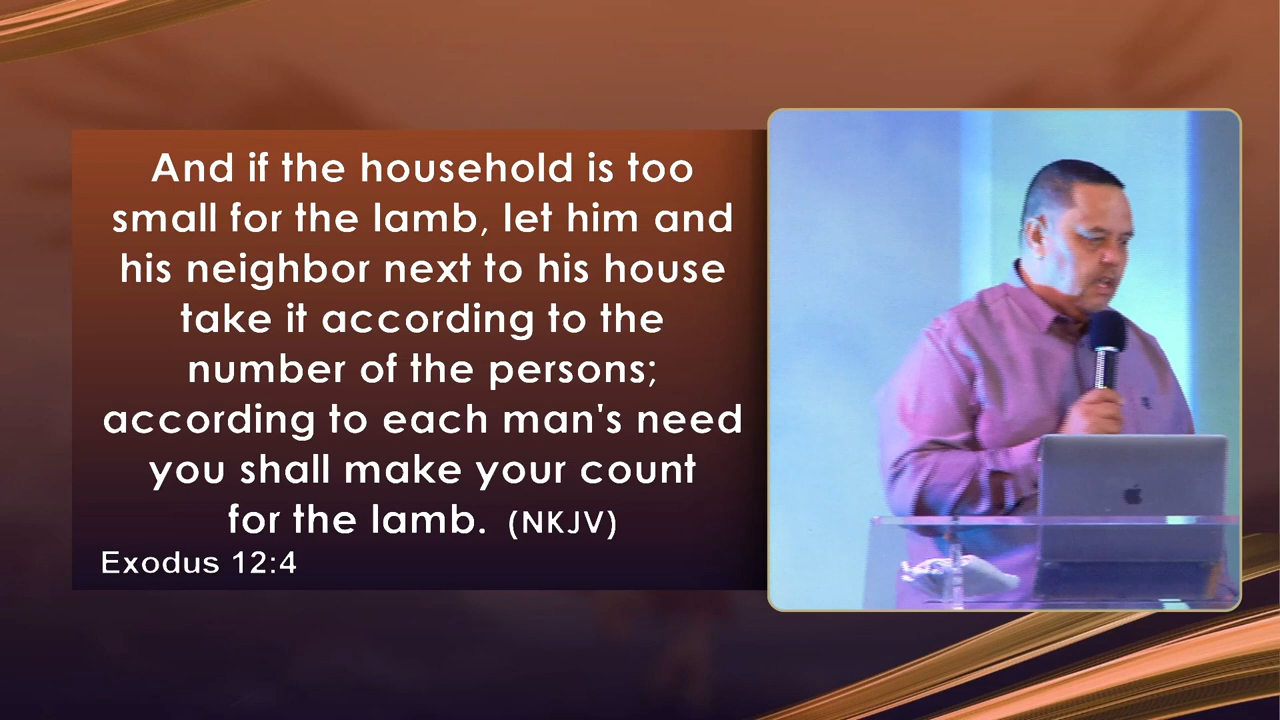 And if the household is too
small for the lamb, let him and
his neighbor next to his house
take it according to the
number of the persons;
according to each man's need
you shall make your count
for the lamb. (NKJV)
Exodus 12:4